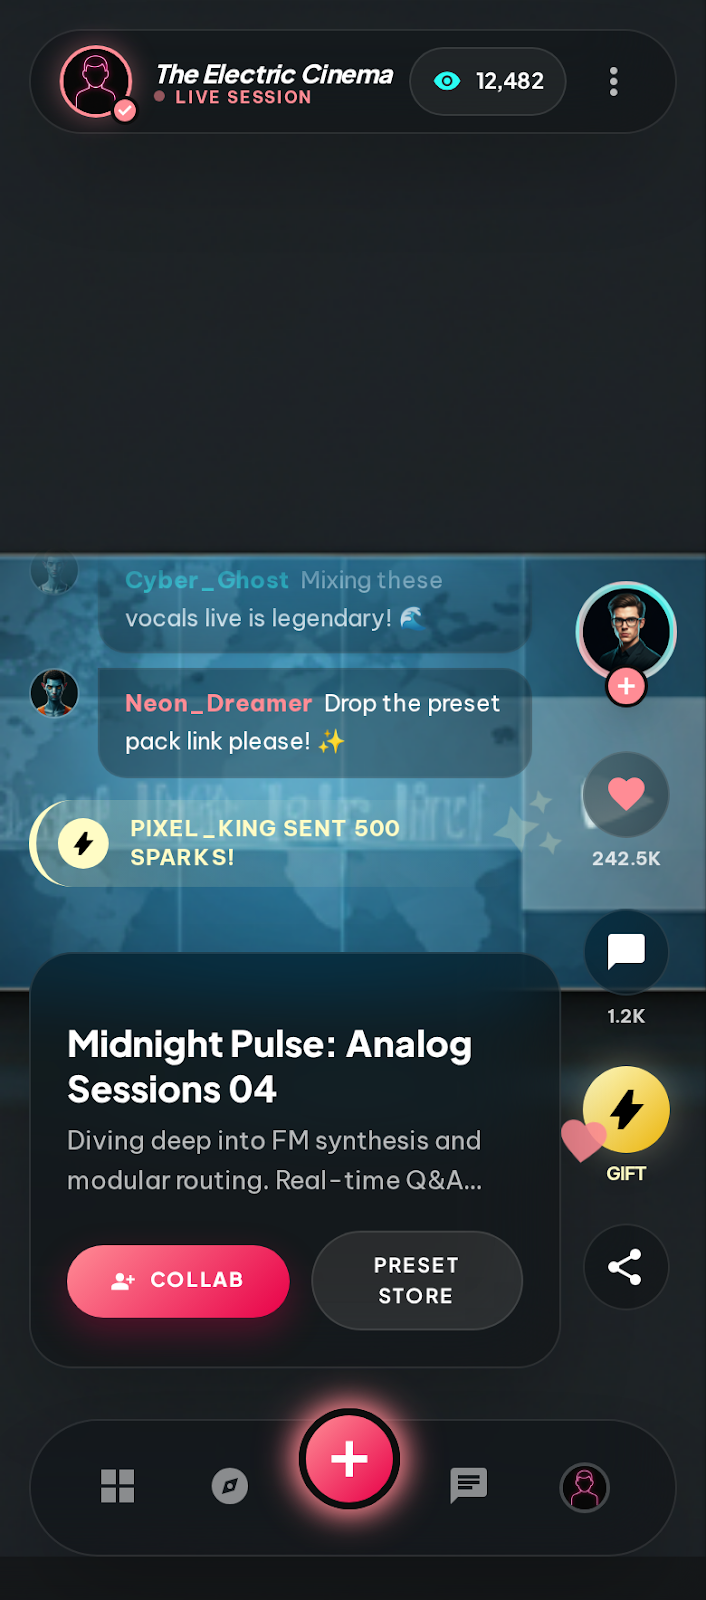 The Electric Cinema
LIVE SESSION
12,482
Cyber_Ghost Mixing these
vocals live is legendary! 🌊
Neon_Dreamer Drop the preset
pack link please! ✨
PIXEL_KING SENT 500
SPARKS!
242.5K
1.2K
Midnight Pulse: Analog
Sessions 04
Diving deep into FM synthesis and
modular routing. Real-time Q&A...
GIFT
COLLAB
PRESET
STORE